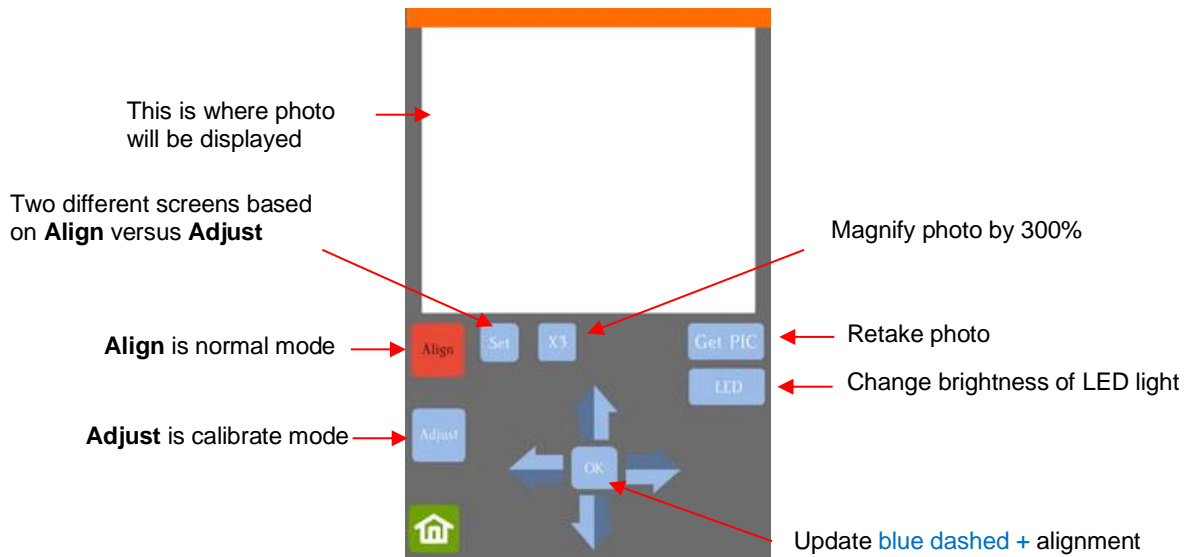 This is where photo
will be displayed
Two different screens based
on Align versus Adjust
Magnify photo by 300%
Align is normal mode
Align
Set
X3
Get PIC
Retake photo
LED
Change brightness of LED light
Adjust is calibrate mode
Adjust
OK
Update blue dashed + alignment